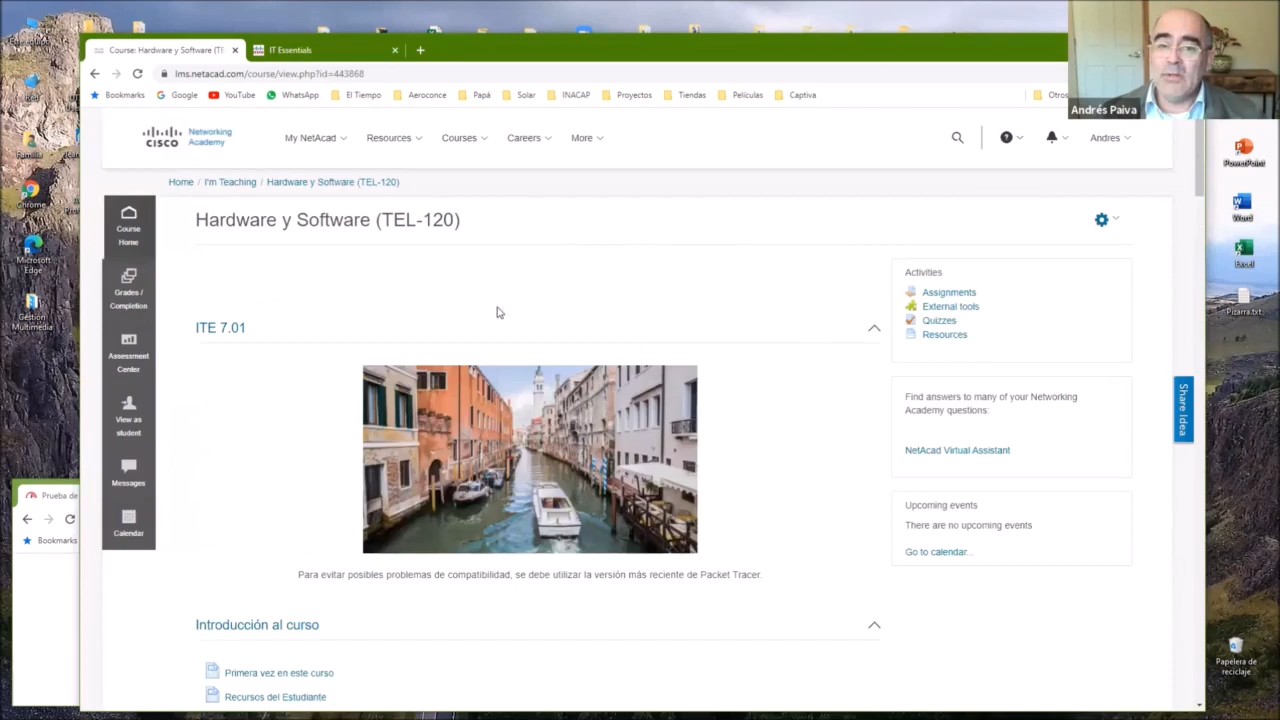 Course: Hardware y Software (TE
IT Essentials
lms.netacad.com/course/view.php?id=443868
Bookmarks Google YouTube WhatsApp El Tiempo Aeroconce Papá Solar INACAP Proyectos Tiendas Películas Captiva Otros
Andrés Paiva
CISCO
Networking
Academy
My NetAcad Resources Courses Careers More Andres
Home / I'm Teaching / Hardware y Software (TEL-120)
Course
Home
Grades /
Completion
Assessment
Center
View as
student
Messages
Calendar
Hardware y Software (TEL-120)
ITE 7.01
Para evitar posibles problemas de compatibilidad, se debe utilizar la versión más reciente de Packet Tracer.
Introducción al curso
Primera vez en este curso
Recursos del Estudiante
Activities
Assignments
External tools
Quizzes
Resources
Find answers to many of your Networking
Academy questions:
NetAcad Virtual Assistant
Upcoming events
There are no upcoming events
Go to calendar...
Share Idea
Red
Familia
Chrome
Microsoft
Edge
Gestión
Multimedia
Prueba de
Bookmarks
PowerPoint
Word
Excel
Pizarra.txt
Papelera de
reciclaje